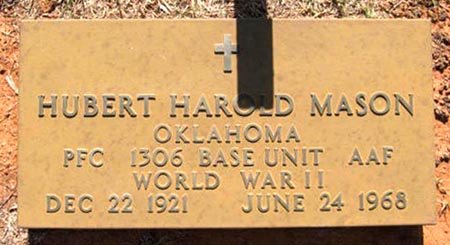 HUBERT HAROLD MASON
OKLAHOMA
PFC 1306 BASE UNIT AAF
WORLD WAR II
DEC 22 1921 JUNE 24 1968